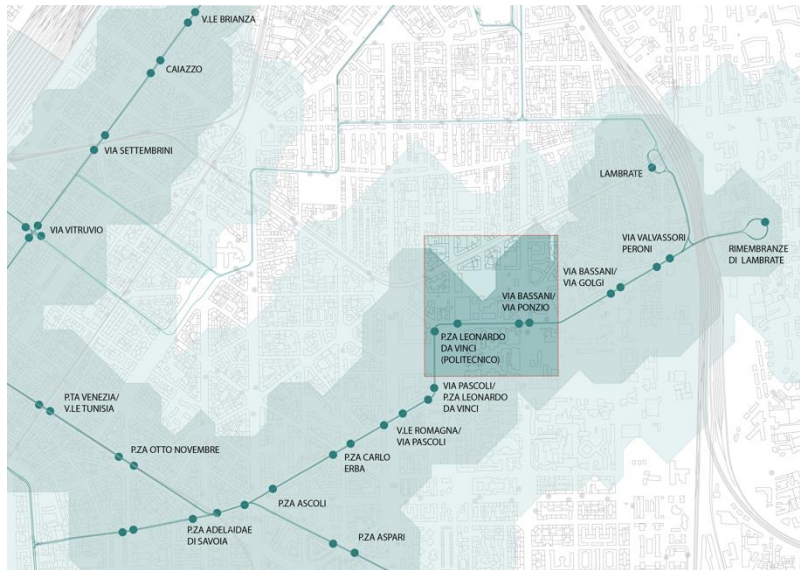 V.LE BRIANZA
CAIAZZO
VIA SETTEMBRINI
LAMBRATE
VIA VITRUVIO
VIA VALVASSORI
PERONI
RIMEMBRANZE
DI LAMBRATE
VIA BASSANI/
VIA GOLGI
VIA BASSANI/
VIA PONZIO
P.ZA LEONARDO
DA VINCI
(POLITECNICO)
VIA PASCOLI/
P.ZA LEONARDO
DA VINCI
P.TA VENEZIA/
V.LE TUNISIA
V.LE ROMAGNA/
VIA PASCOLI
P.ZA OTTO NOVEMBRE
P.ZA CARLO
ERBA
P.ZA ASCOLI
P.ZA ADELAIDAE
DI SAVOIA
P.ZA ASPARI